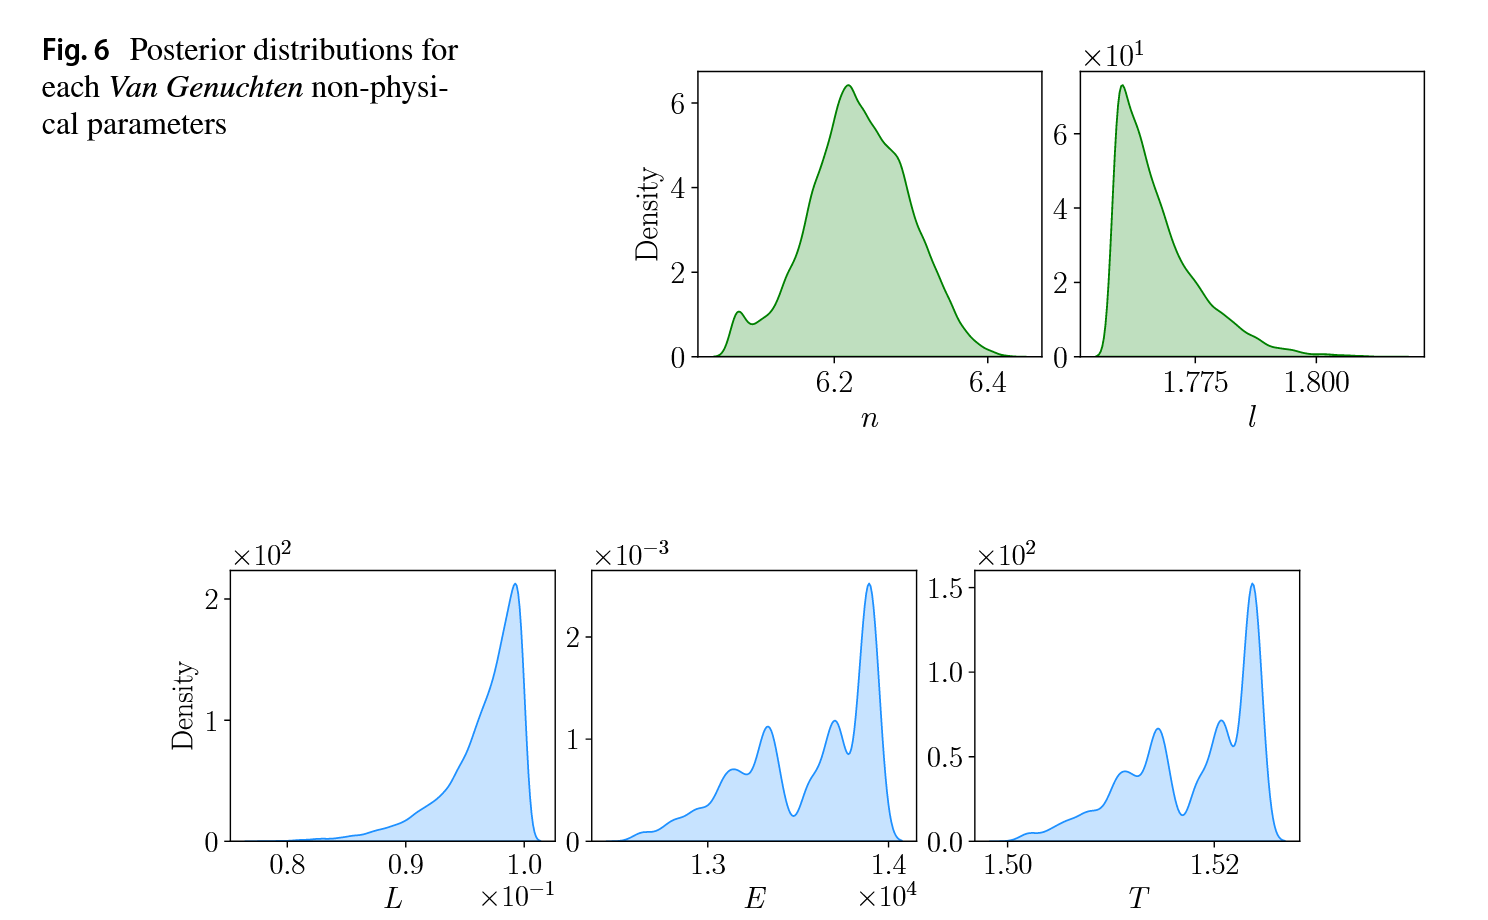 Fig. 6 Posterior distributions for
each Van Genuchten non-physi-
cal parameters
×10¹
Density
6
4
2
0
6.2 6.4
n
6
4
2
0
1.775 1.800
l
×10² ×10⁻³ ×10²
Density
2
1
0
0.8 0.9 1.0
L ×10⁻¹
2
1
0
1.3 1.4
E ×10⁴
1.5
1.0
0.5
0.0
1.50 1.52
T